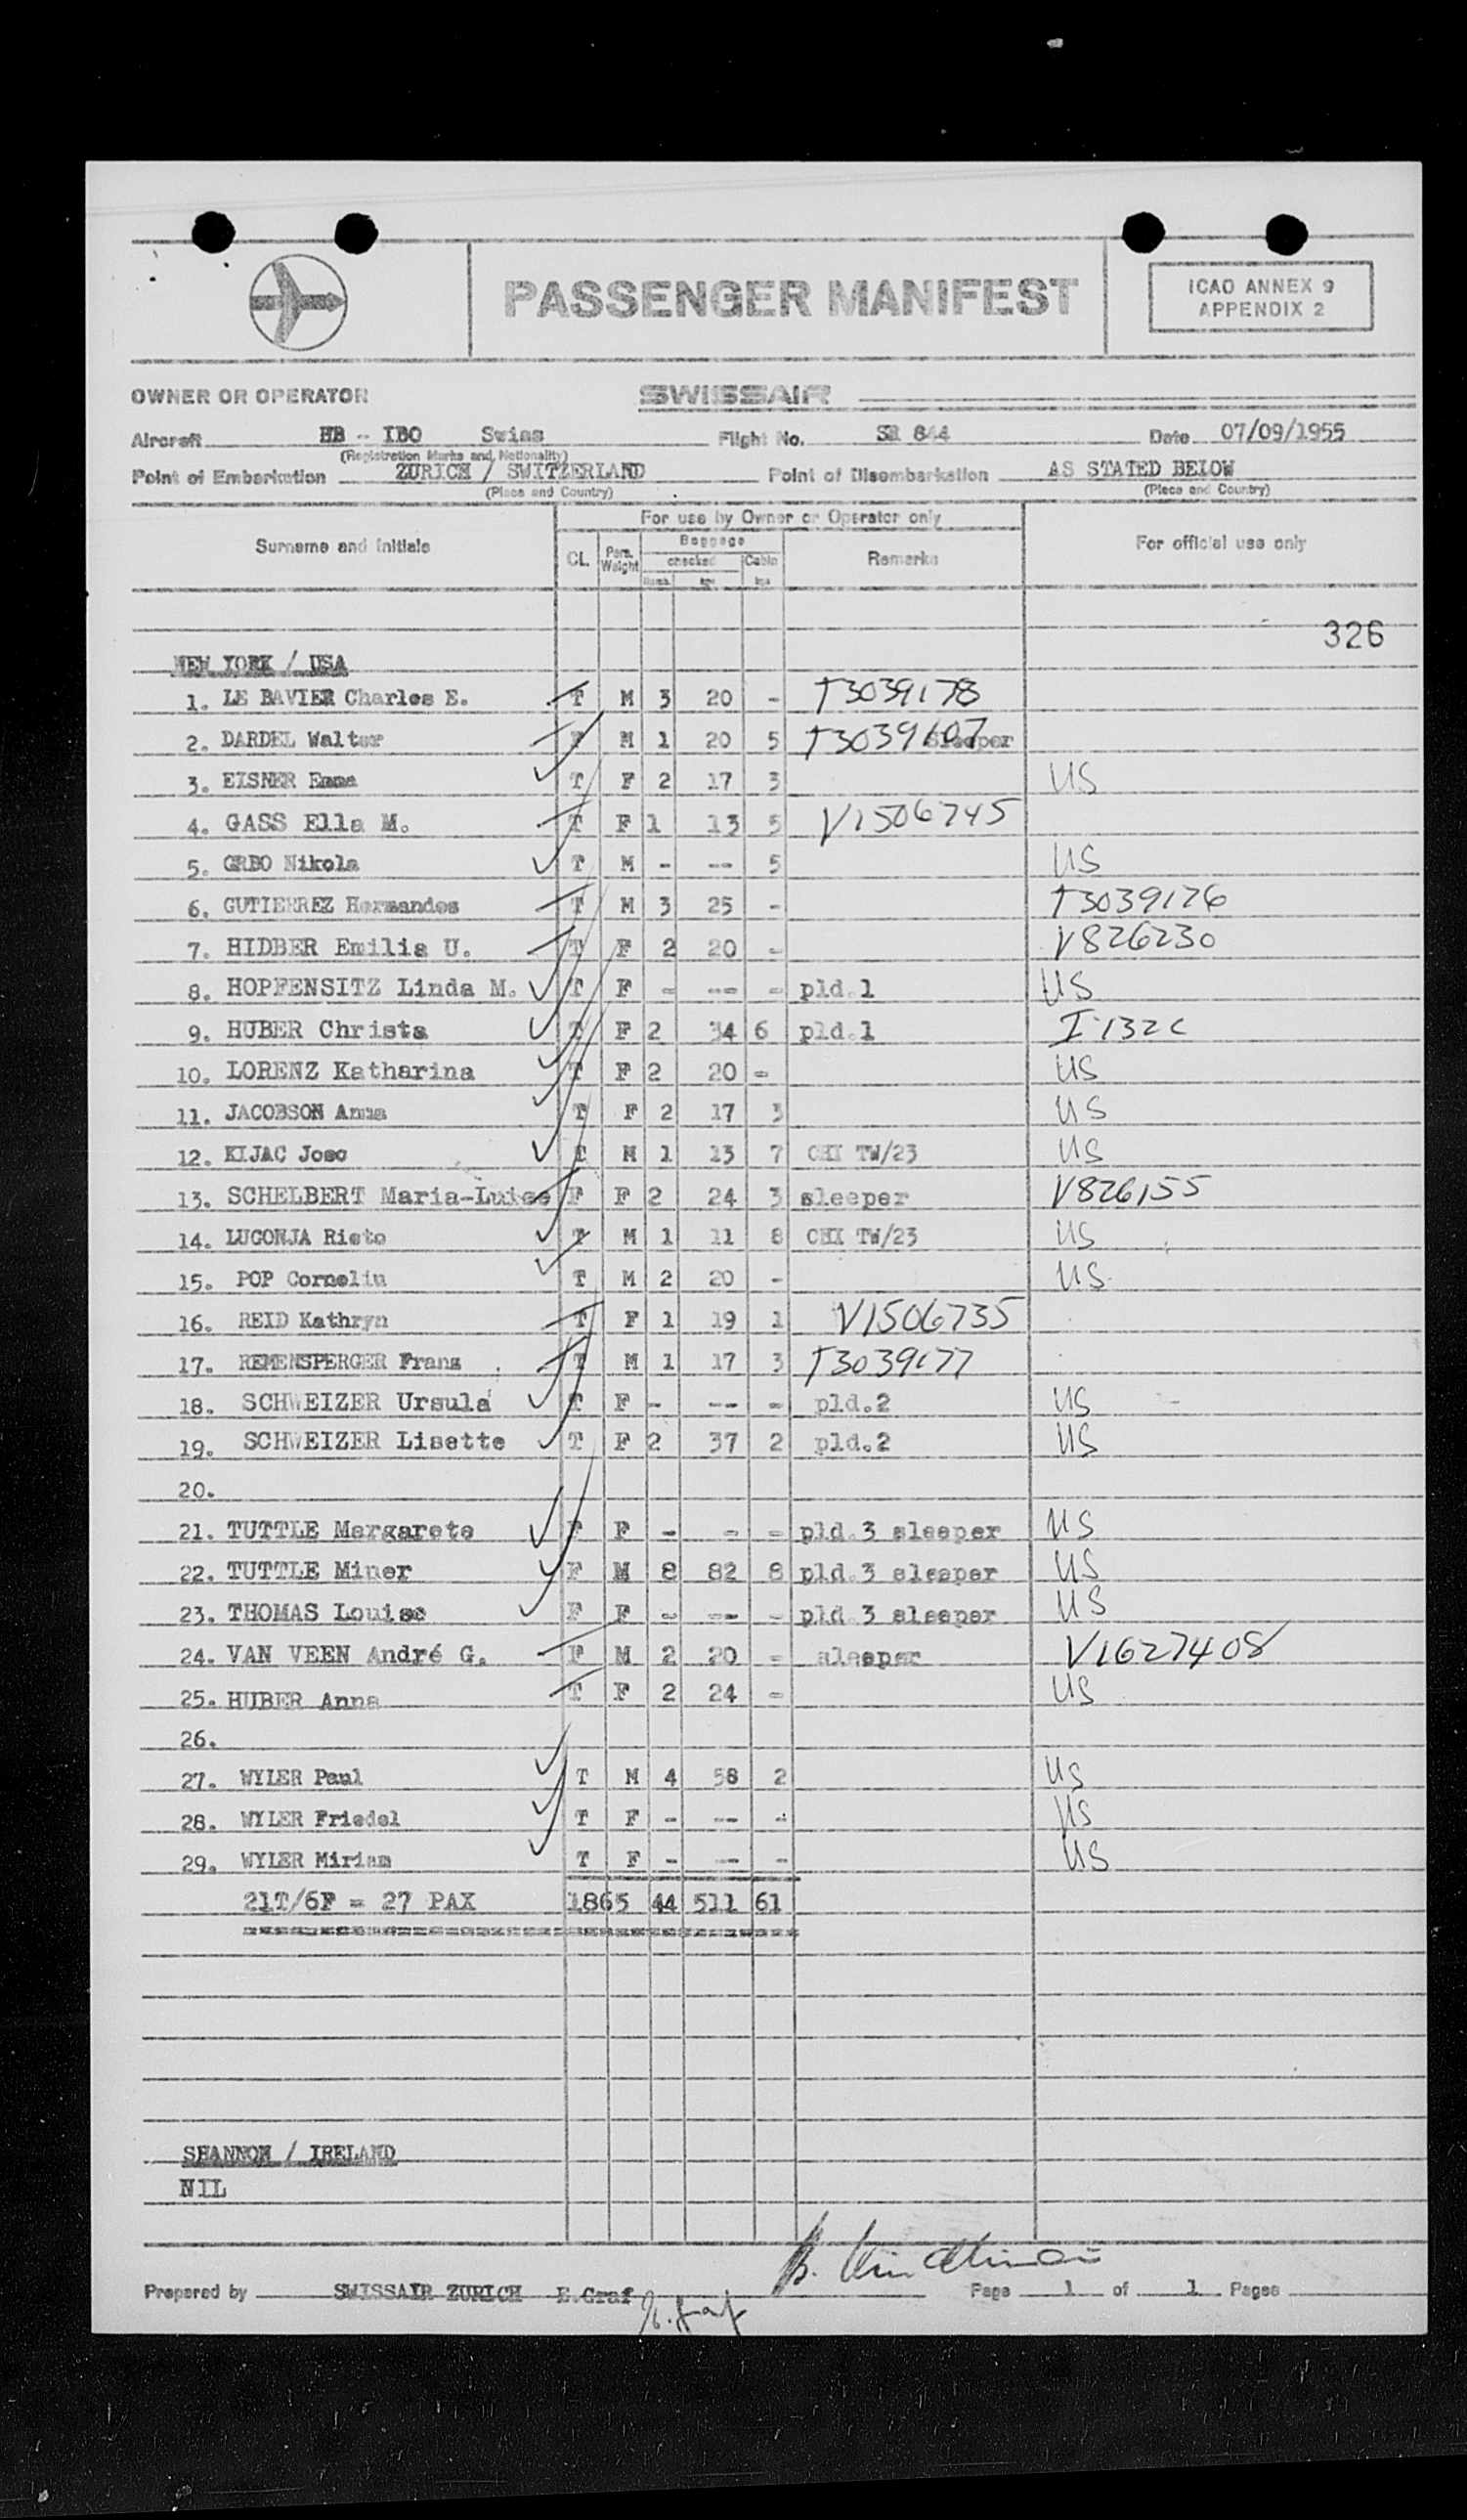 PASSENGER MANIFEST
ICAO ANNEX 9
APPENDIX 2
OWNER OR OPERATOR SWISSAIR
Aircraft HB - IBO Swiss Flight No. SR 844 Date 07/09/1955
(Registration Marks and Nationality)
Point of Embarkation ZURICH / SWITZERLAND Point of Disembarkation AS STATED BELOW
(Place and Country) (Place and Country)
For use by Owner or Operator only
Surname and Initials CL. Pers. Weight Baggage checked Numb. kgs Cabin kgs Remarks For official use only
326
NEW YORK / USA
1. LE BAVIER Charles E. T M 3 20 - T3039178
2. DARDEL Walter M 1 20 5 T3039607 sleeper
3. EISNER Emma T F 2 17 3 US
4. GASS Ella M. T F 1 13 5 V1506745
5. GRBO Nikola T M - -- 5 US
6. GUTIERREZ Hermandes T M 3 25 - T3039176
7. HIDBER Emilia U. T F 2 20 - V826230
8. HOPFENSITZ Linda M. T F - -- - pld.1 US
9. HUBER Christa T F 2 34 6 pld.1 I-132C
10. LORENZ Katharina T F 2 20 - US
11. JACOBSON Anna T F 2 17 3 US
12. KIJAC Joso T M 1 13 7 CHI TW/23 US
13. SCHELBERT Maria-Luise F F 2 24 3 sleeper V826155
14. LUCONJA Rista T M 1 11 8 CHI TW/23 US
15. POP Corneliu T M 2 20 - US
16. REID Kathryn T F 1 19 1 V1506735
17. REMENSPERGER Franz T M 1 17 3 T3039177
18. SCHWEIZER Ursula T F - -- - pld.2 US
19. SCHWEIZER Lisette T F 2 37 2 pld.2 US
20.
21. TUTTLE Margarete F F - - - pld.3 sleeper US
22. TUTTLE Miner F M 8 82 8 pld.3 sleeper US
23. THOMAS Louise F F - -- - pld 3 sleeper US
24. VAN VEEN André G. F M 2 20 - sleeper V1627408
25. HUBER Anna T F 2 24 - US
26.
27. WYLER Paul T M 4 58 2 US
28. WYLER Friedel T F - -- - US
29. WYLER Miriam T F - -- - US
21T/6F = 27 PAX 1865 44 511 61
SHANNON / IRELAND
NIL
Prepared by SWISSAIR ZURICH E.Graf Page 1 of 1 Pages